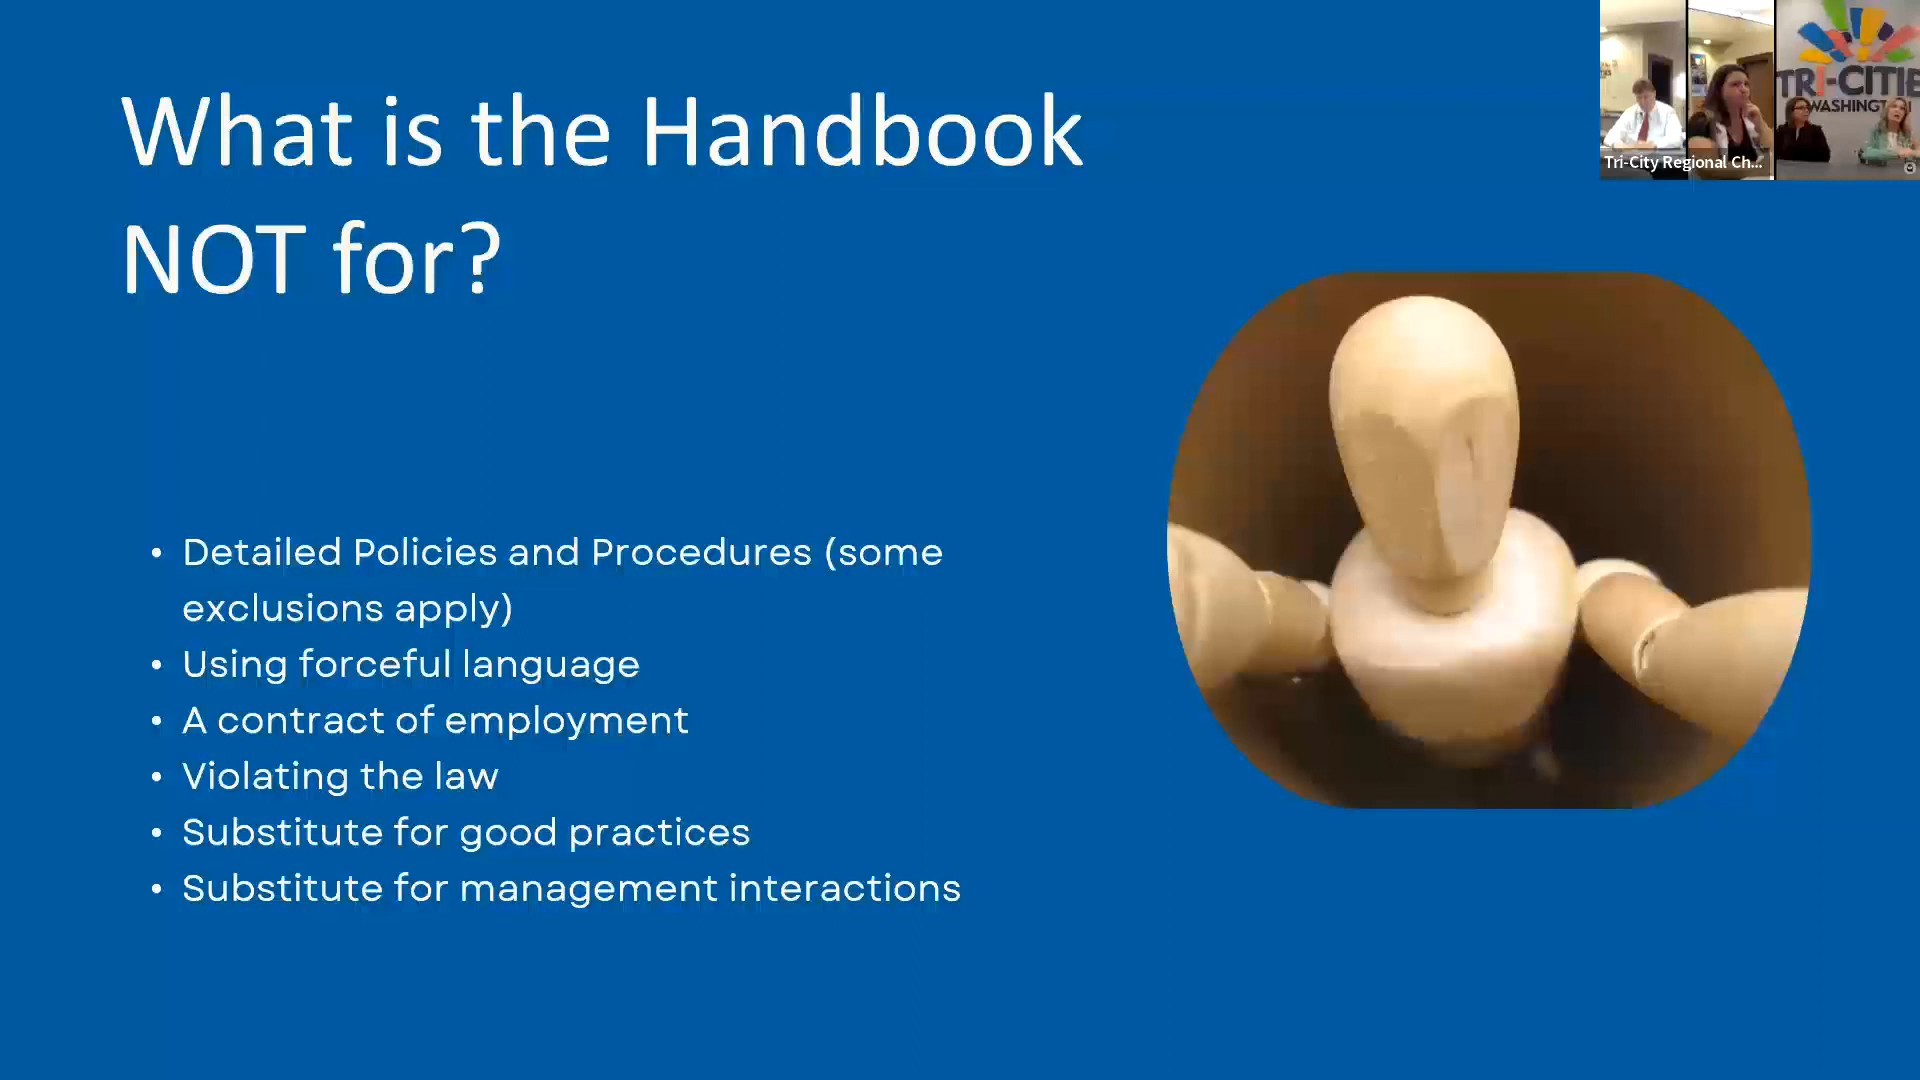 What is the Handbook
NOT for?
• Detailed Policies and Procedures (some
exclusions apply)
• Using forceful language
• A contract of employment
• Violating the law
• Substitute for good practices
• Substitute for management interactions
TRI-CITIE
WASHINGT
Tri-City Regional Ch...